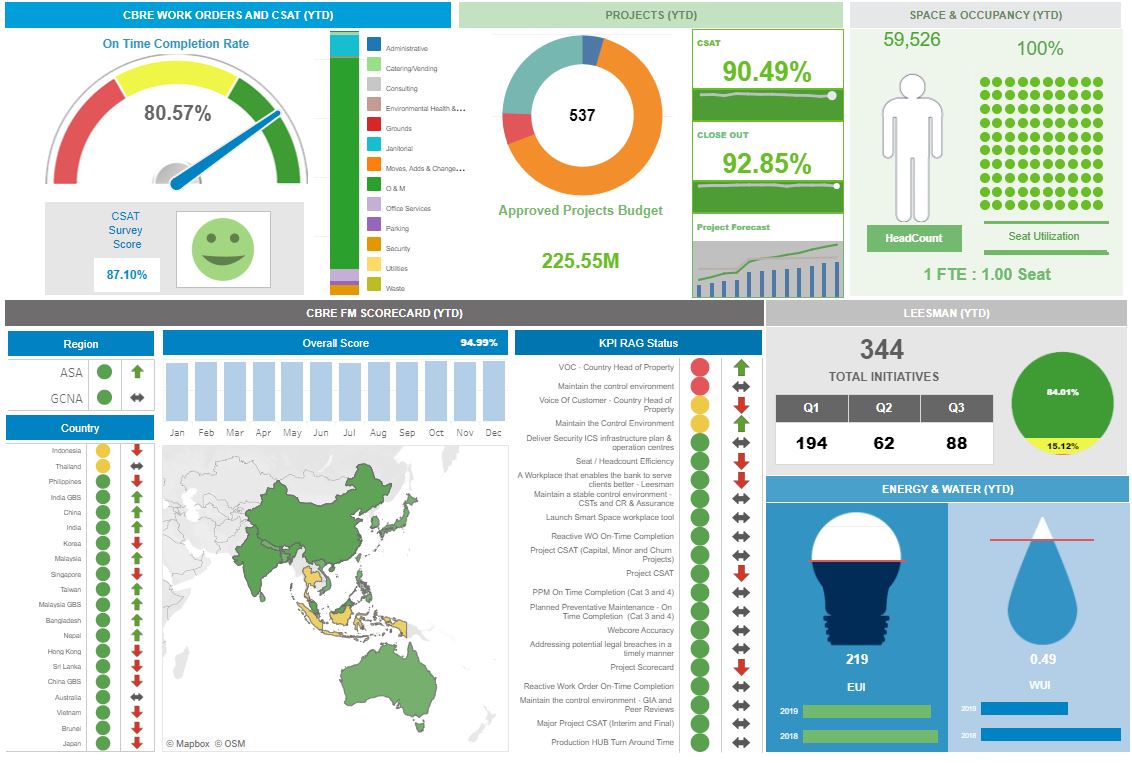 CBRE WORK ORDERS AND CSAT (YTD)
On Time Completion Rate
80.57%
CSAT
Survey
Score
87.10%
Administrative
Catering/Vending
Consulting
Environmental Health &...
Grounds
Janitorial
Moves, Adds & Change...
O & M
Office Services
Parking
Security
Utilities
Waste
PROJECTS (YTD)
537
Approved Projects Budget
225.55M
CSAT
90.49%
CLOSE OUT
92.85%
Project Forecast
SPACE & OCCUPANCY (YTD)
59,526
100%
HeadCount
Seat Utilization
1 FTE : 1.00 Seat
CBRE FM SCORECARD (YTD)
Region
ASA
GCNA
Country
Indonesia
Thailand
Philippines
India GBS
China
India
Korea
Malaysia
Singapore
Taiwan
Malaysia GBS
Bangladesh
Nepal
Hong Kong
Sri Lanka
China GBS
Australia
Vietnam
Brunei
Japan
Overall Score 94.99%
Jan Feb Mar Apr May Jun Jul Aug Sep Oct Nov Dec
© Mapbox © OSM
KPI RAG Status
VOC - Country Head of Property
Maintain the control environment
Voice Of Customer - Country Head of
Property
Maintain the Control Environment
Deliver Security ICS infrastructure plan &
operation centres
Seat / Headcount Efficiency
A Workplace that enables the bank to serve
clients better - Leesman
Maintain a stable control environment -
CSTs and CR & Assurance
Launch Smart Space workplace tool
Reactive WO On-Time Completion
Project CSAT (Capital, Minor and Churn
Projects)
Project CSAT
PPM On Time Completion (Cat 3 and 4)
Planned Preventative Maintenance - On
Time Completion (Cat 3 and 4)
Webcore Accuracy
Addressing potential legal breaches in a
timely manner
Project Scorecard
Reactive Work Order On-Time Completion
Maintain the control environment - GIA and
Peer Reviews
Major Project CSAT (Interim and Final)
Production HUB Turn Around Time
LEESMAN (YTD)
344
TOTAL INITIATIVES
Q1 Q2 Q3
194 62 88
84.01%
15.12%
ENERGY & WATER (YTD)
219
EUI
2019
2018
0.49
WUI
2019
2018